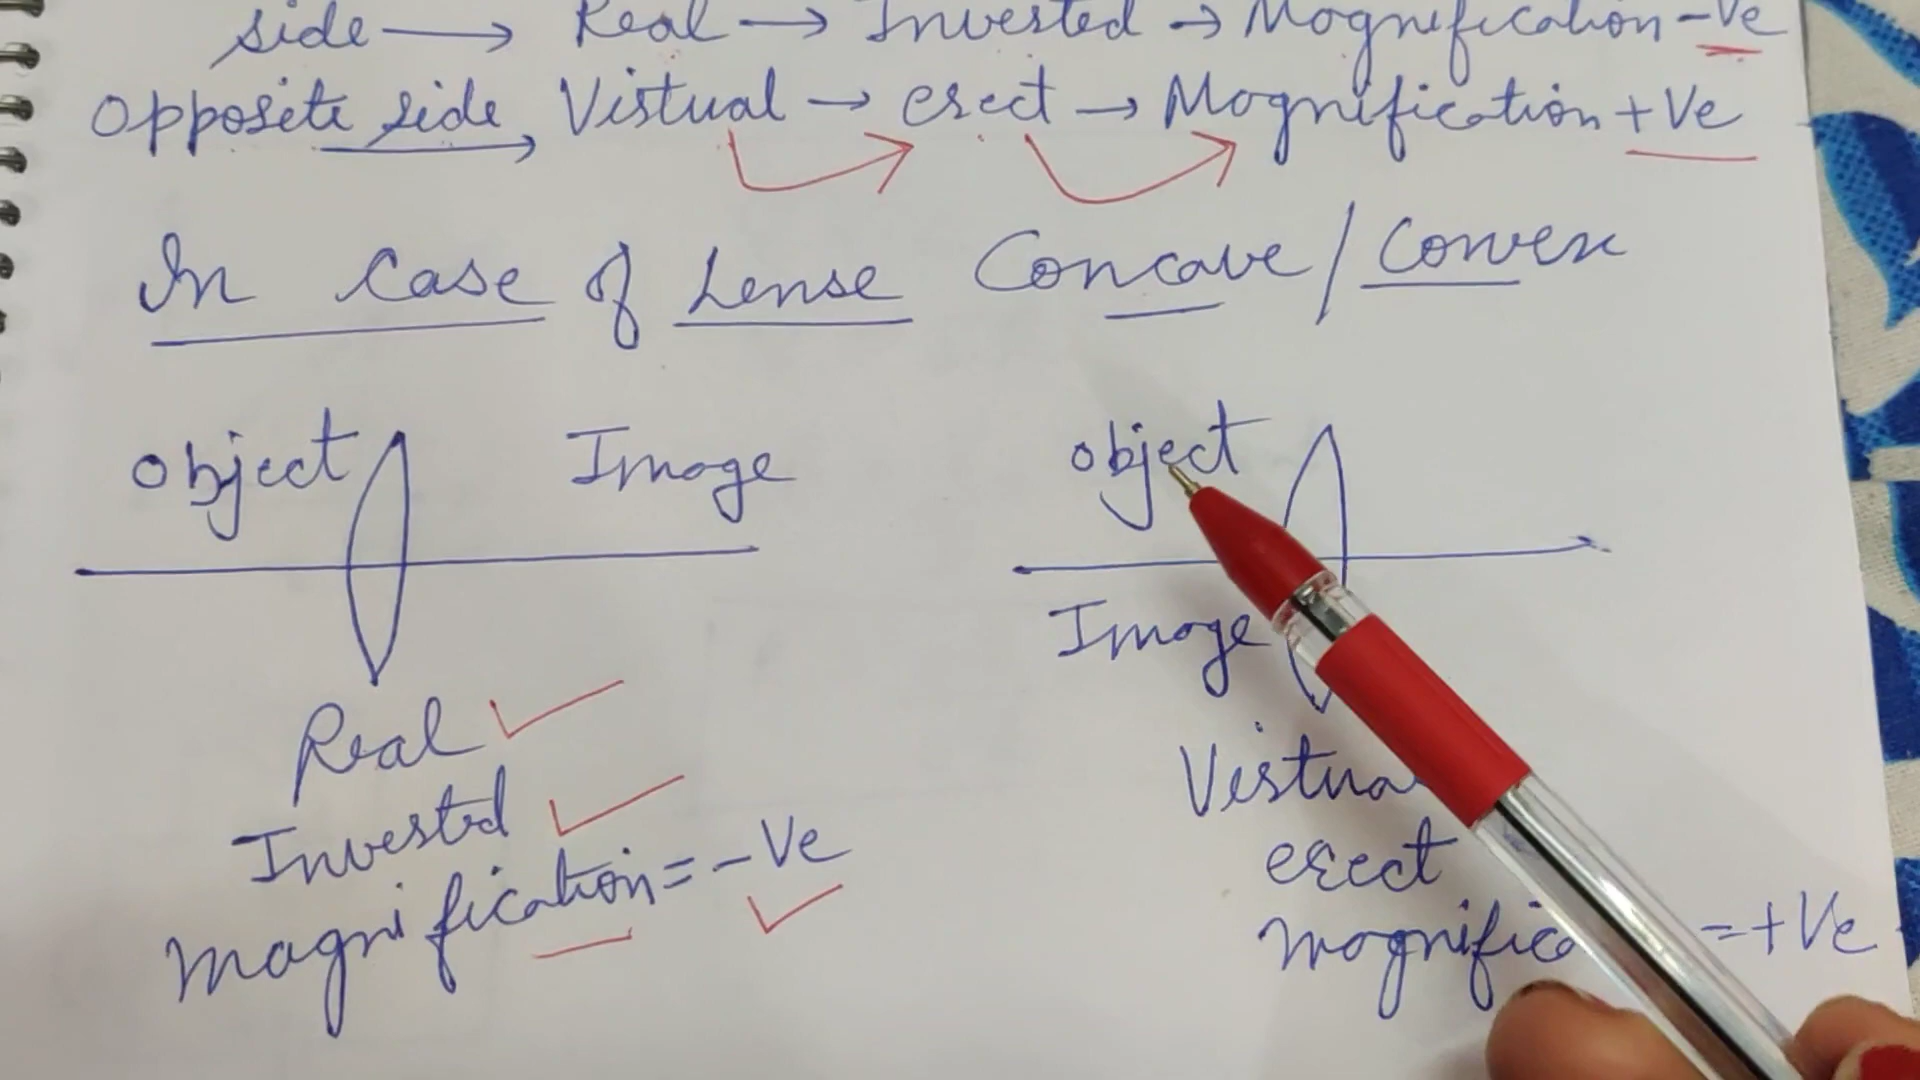 side → Real → Inverted → Magnification -Ve
Opposite side → Virtual → erect → Magnification +Ve
In Case of Lense Concave / Convex
Object Image
Real
Inverted
Magnification = -Ve
object
Image
erect
= +Ve